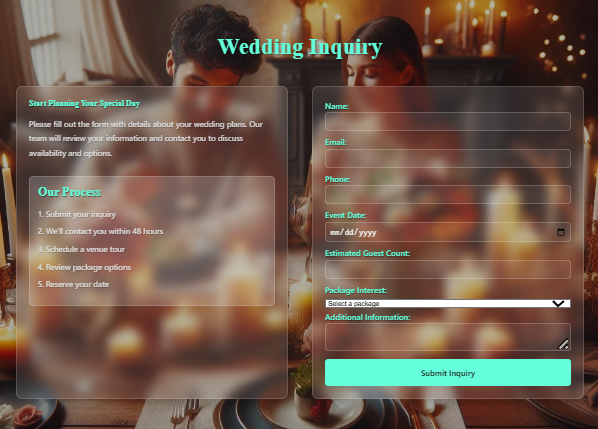 Wedding Inquiry
Start Planning Your Special Day
Please fill out the form with details about your wedding plans. Our
team will review your information and contact you to discuss
availability and options.
Our Process
1. Submit your inquiry
2. We'll contact you within 48 hours
3. Schedule a venue tour
4. Review package options
5. Reserve your date
Name:
Email:
Phone:
Event Date:
mm/dd/yyyy
Estimated Guest Count:
Package Interest:
Select a package
Additional Information:
Submit Inquiry